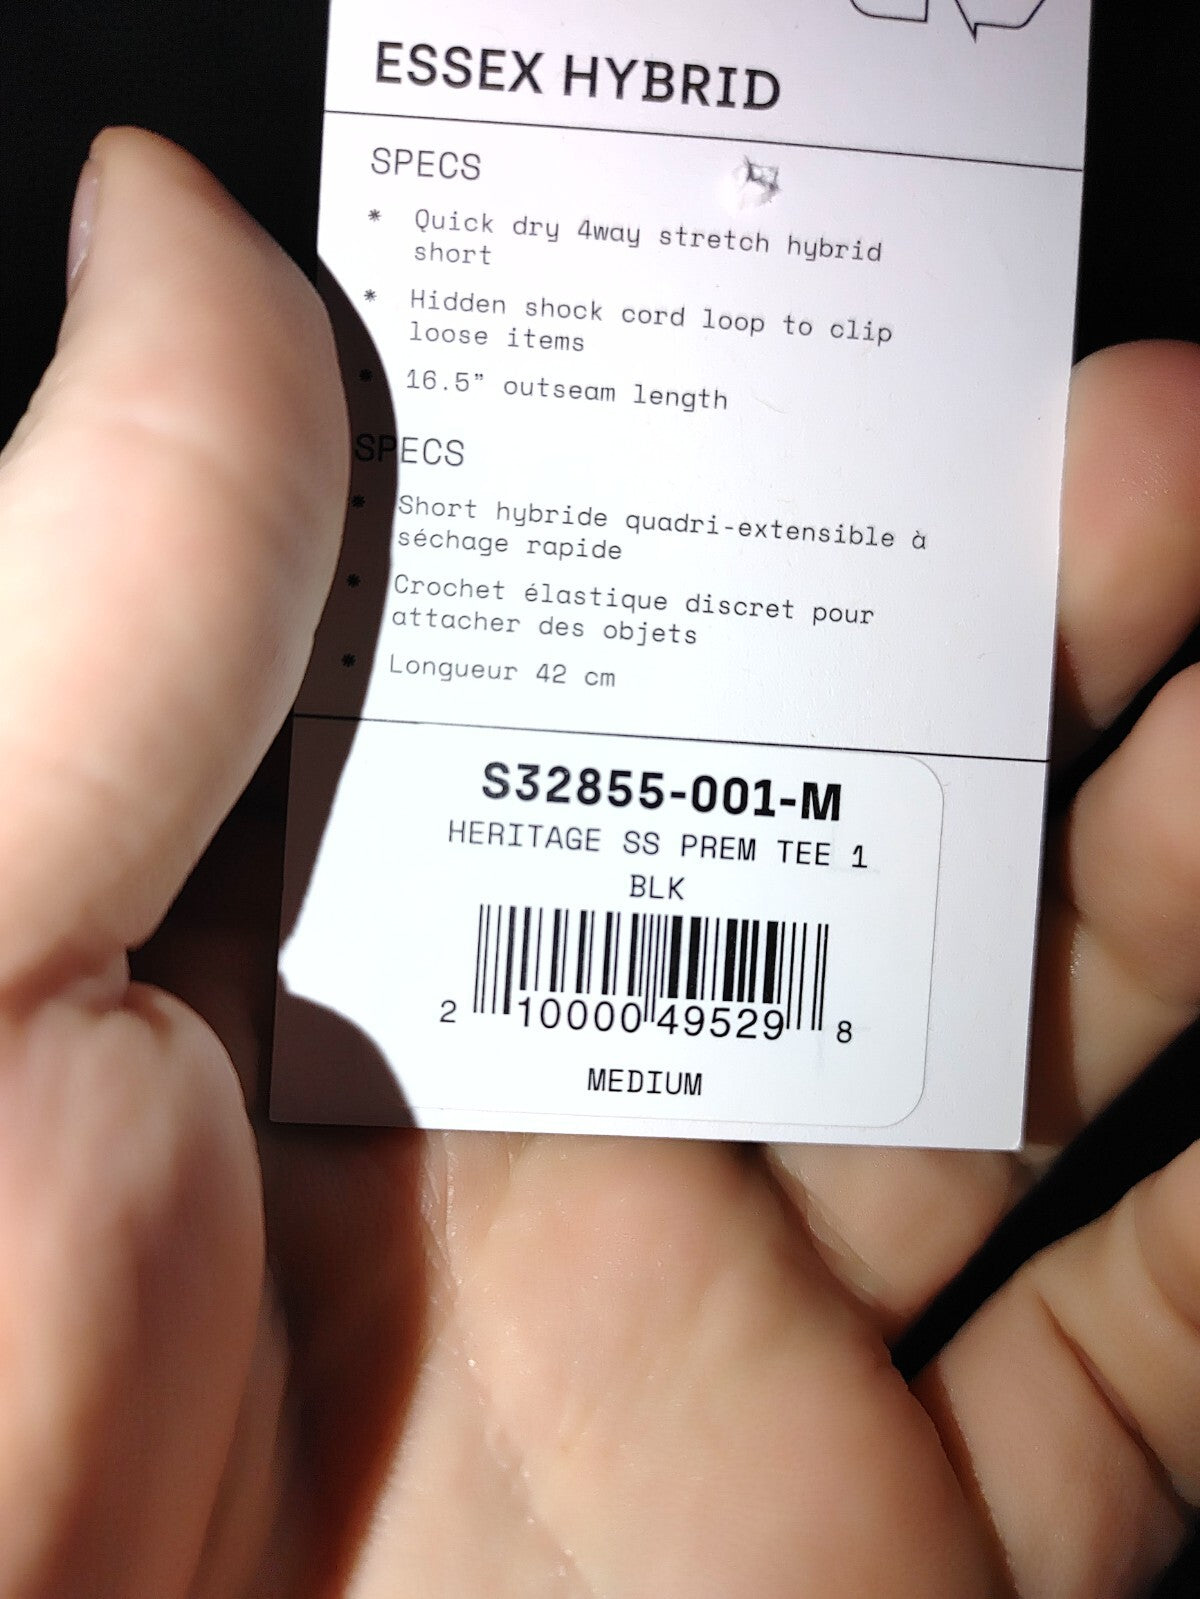 ESSEX HYBRID
SPECS
* Quick dry 4way stretch hybrid
short
* Hidden shock cord loop to clip
loose items
* 16.5” outseam length
SPECS
* Short hybride quadri-extensible à
séchage rapide
* Crochet élastique discret pour
attacher des objets
* Longueur 42 cm
S32855-001-M
HERITAGE SS PREM TEE 1
BLK
2 10000 49529 8
MEDIUM